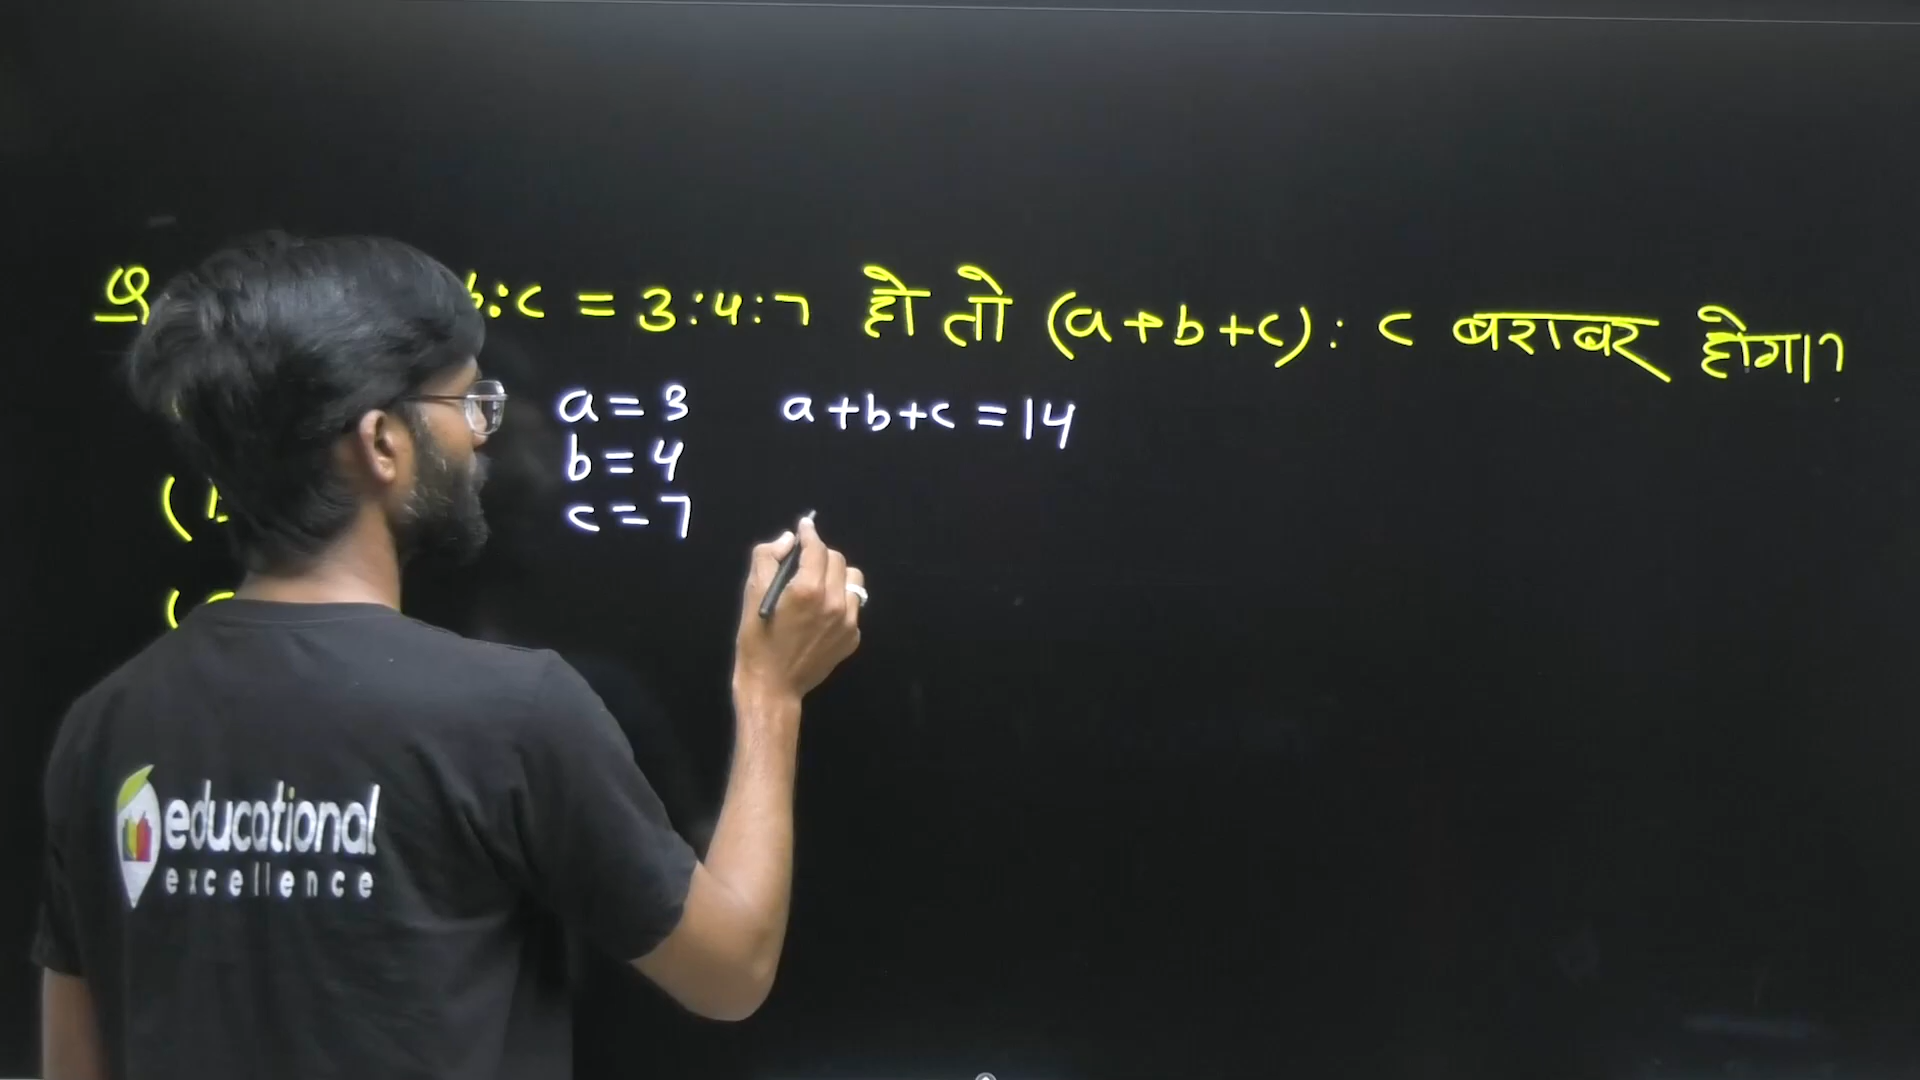 Q b:c = 3:4:7 हो तो (a+b+c): c बराबर होगा?
a = 3 a+b+c = 14
b = 4
c = 7
educational
excellence